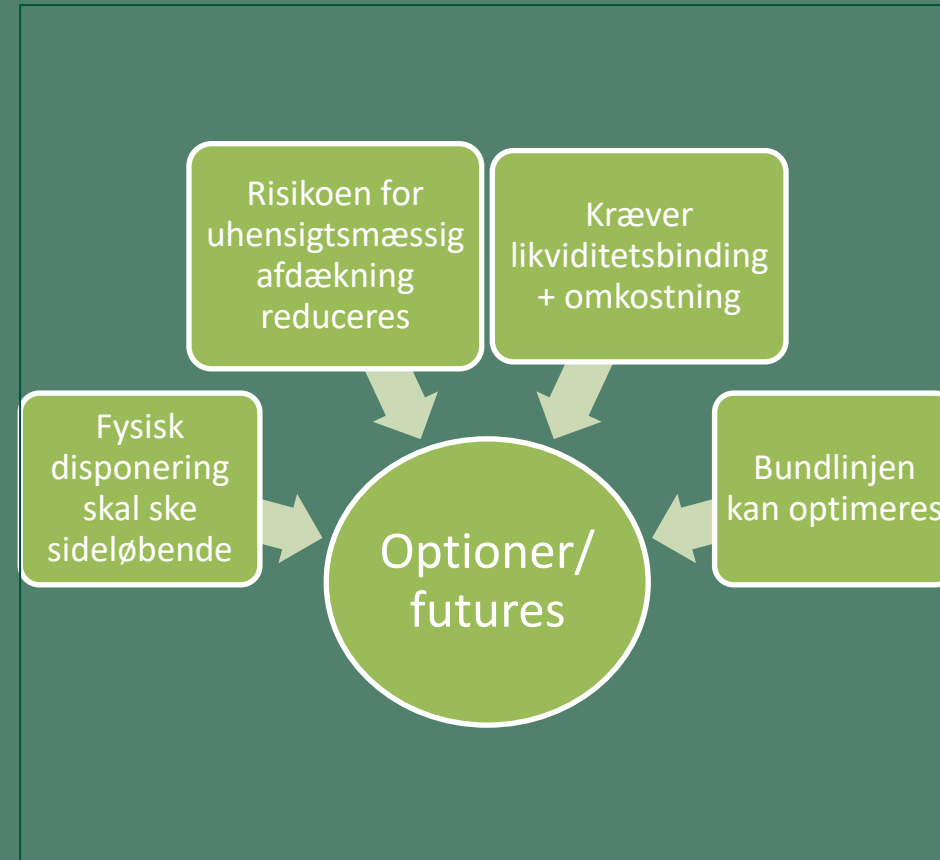 Risikoen for
uhensigtsmæssig
afdækning
reduceres
Kræver
likviditetsbinding
+ omkostning
Fysisk
disponering
skal ske
sideløbende
Bundlinjen
kan optimeres
Optioner/
futures